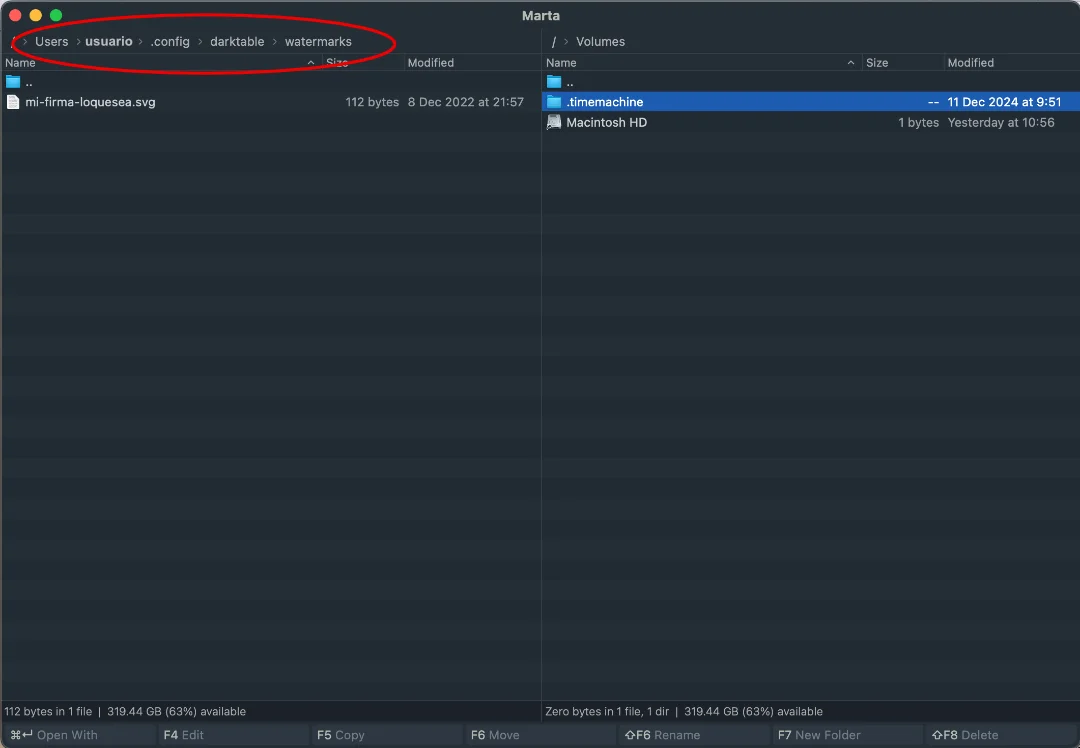 Marta
/ › Users › usuario › .config › darktable › watermarks
/ › Volumes
Name Size Modified
Name Size Modified
..
mi-firma-loquesea.svg 112 bytes 8 Dec 2022 at 21:57
..
.timemachine -- 11 Dec 2024 at 9:51
Macintosh HD 1 bytes Yesterday at 10:56
112 bytes in 1 file | 319.44 GB (63%) available
Zero bytes in 1 file, 1 dir | 319.44 GB (63%) available
⌘↩ Open With F4 Edit F5 Copy F6 Move ⇧F6 Rename F7 New Folder ⇧F8 Delete